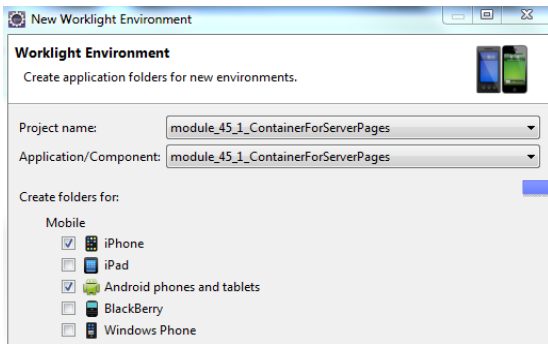 New Worklight Environment
Worklight Environment
Create application folders for new environments.
Project name: module_45_1_ContainerForServerPages
Application/Component: module_45_1_ContainerForServerPages
Create folders for:
Mobile
iPhone
iPad
Android phones and tablets
BlackBerry
Windows Phone